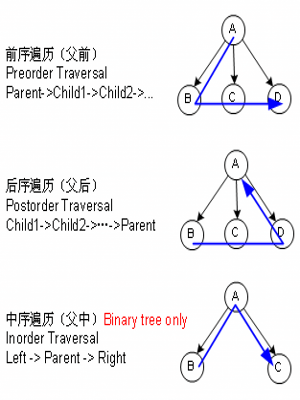 A
前序遍历（父前）
Preorder Traversal
Parent->Child1->Child2->...
B
C
D
A
后序遍历（父后）
Postorder Traversal
Child1->Child2->···->Parent
B
C
D
A
中序遍历（父中）Binary tree only
Inorder Traversal
Left -> Parent -> Right
B
C